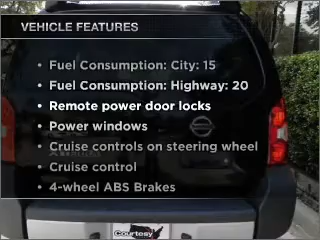 VEHICLE FEATURES
• Fuel Consumption: City: 15
• Fuel Consumption: Highway: 20
• Remote power door locks
• Power windows
• Cruise controls on steering wheel
• Cruise control
• 4-wheel ABS Brakes
Courtesy